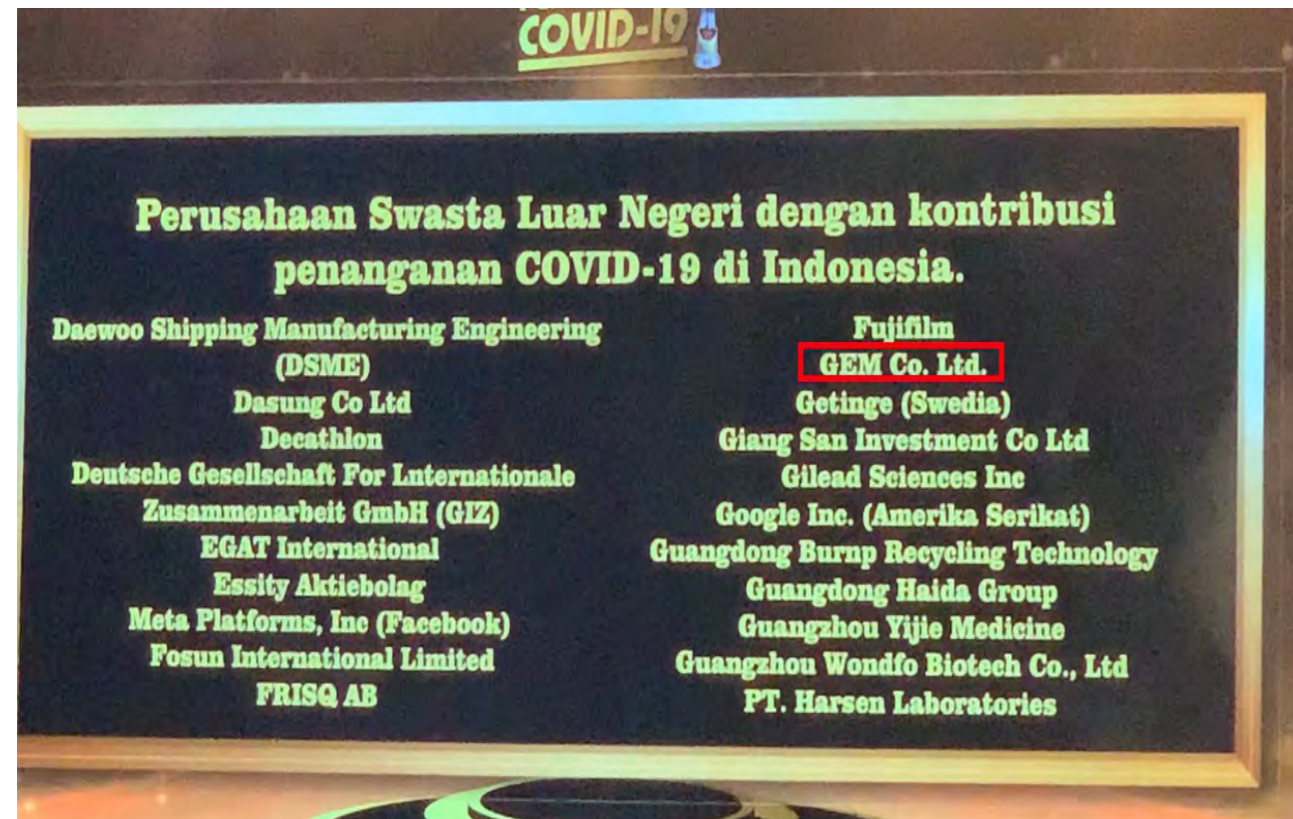 COVID-19
Perusahaan Swasta Luar Negeri dengan kontribusi
penanganan COVID-19 di Indonesia.
Daewoo Shipping Manufacturing Engineering
(DSME)
Dasung Co Ltd
Decathlon
Deutsche Gesellschaft For Lnternationale
Zusammenarbeit GmbH (GIZ)
EGAT International
Essity Aktiebolag
Meta Platforms, Inc (Facebook)
Fosun International Limited
FRISQ AB
Fujifilm
GEM Co. Ltd.
Getinge (Swedia)
Giang San Investment Co Ltd
Gilead Sciences Inc
Google Inc. (Amerika Serikat)
Guangdong Burnp Recycling Technology
Guangdong Haida Group
Guangzhou Yijie Medicine
Guangzhou Wondfo Biotech Co., Ltd
PT. Harsen Laboratories